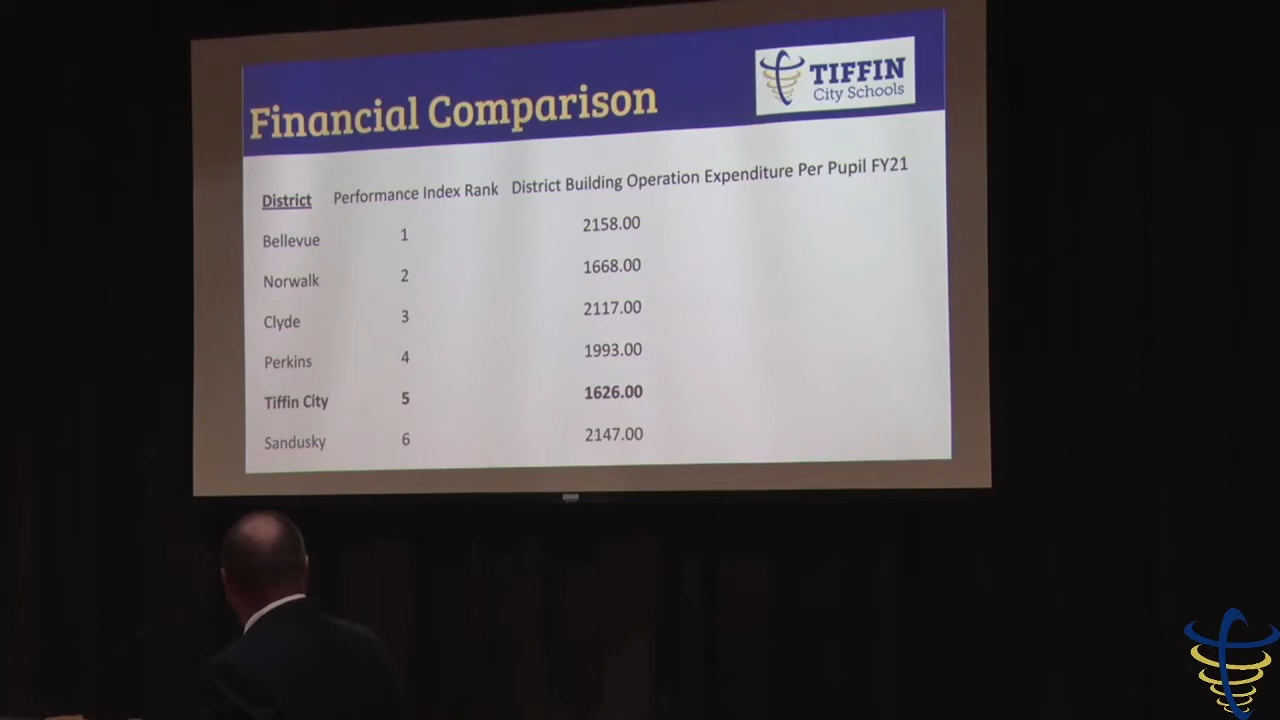 TIFFIN
City Schools
Financial Comparison
District Performance Index Rank District Building Operation Expenditure Per Pupil FY21
Bellevue 1 2158.00
Norwalk 2 1668.00
Clyde 3 2117.00
Perkins 4 1993.00
Tiffin City 5 1626.00
Sandusky 6 2147.00